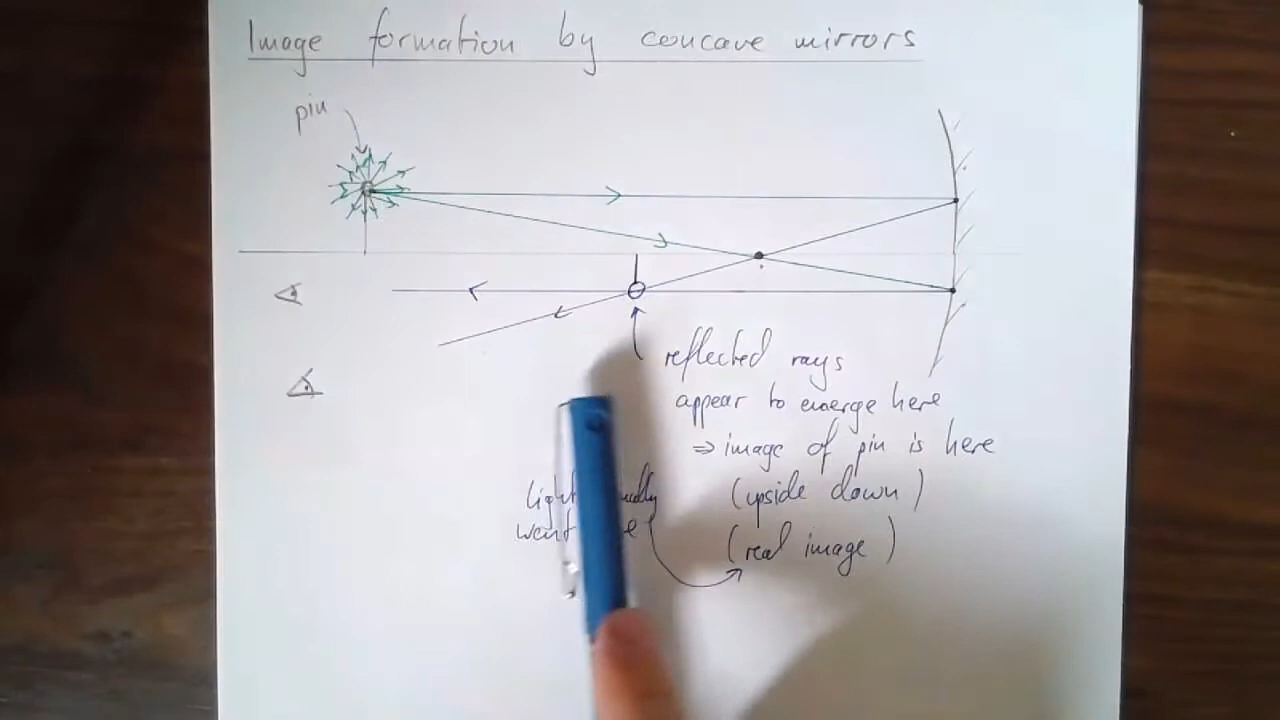 Image formation by concave mirrors
pin
reflected rays
appear to emerge here
⇒ image of pin is here
(upside down)
(real image)
went